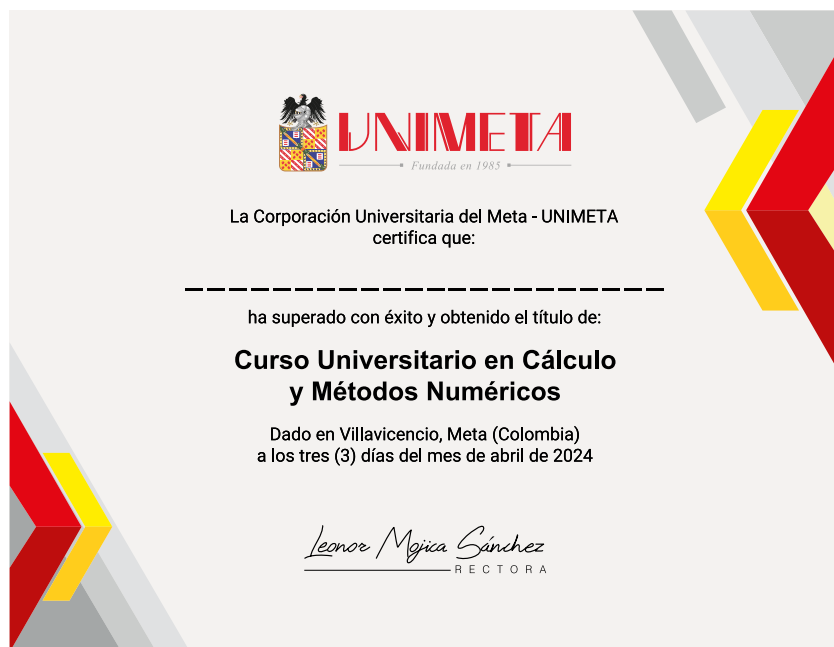 UNIMETA
Fundada en 1985
La Corporación Universitaria del Meta - UNIMETA
certifica que:
ha superado con éxito y obtenido el título de:
Curso Universitario en Cálculo
y Métodos Numéricos
Dado en Villavicencio, Meta (Colombia)
a los tres (3) días del mes de abril de 2024
Leonor Mojica Sánchez
RECTORA